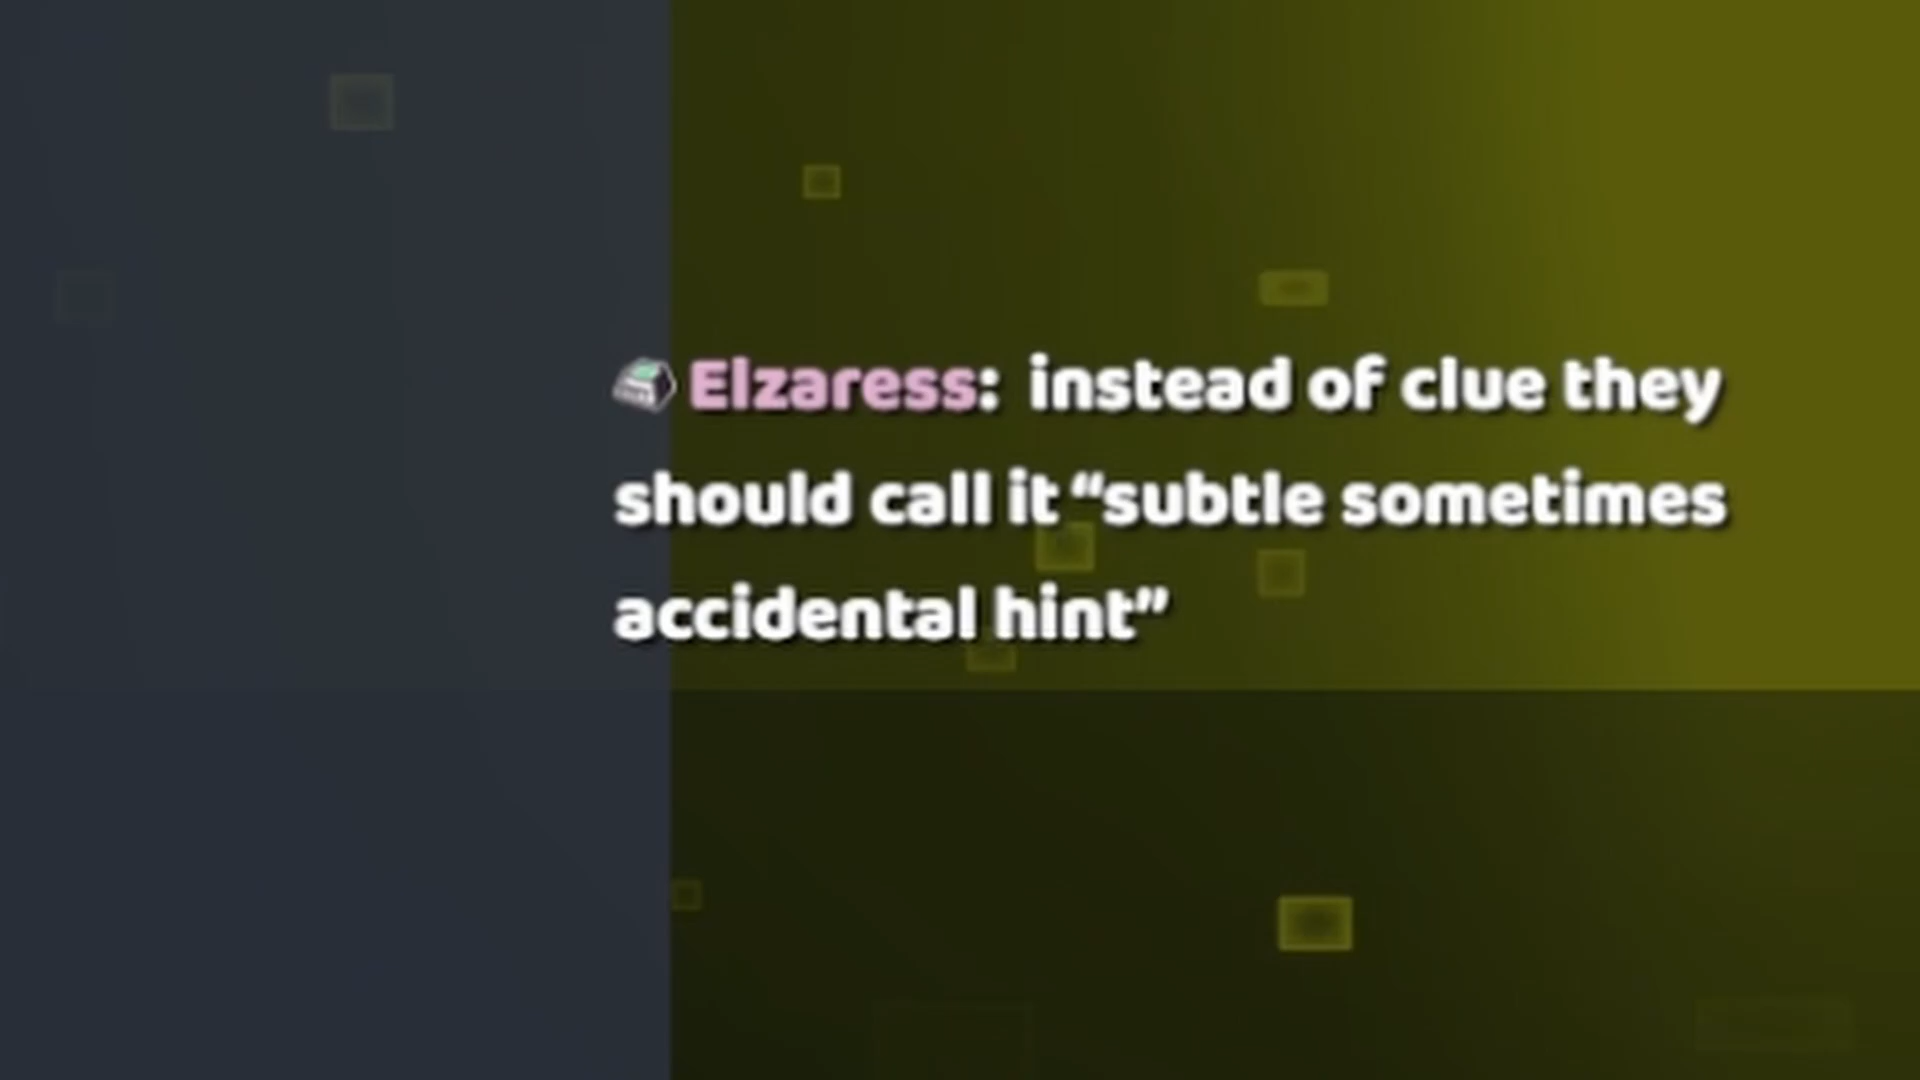 Elzaress: instead of clue they
should call it “subtle sometimes
accidental hint”